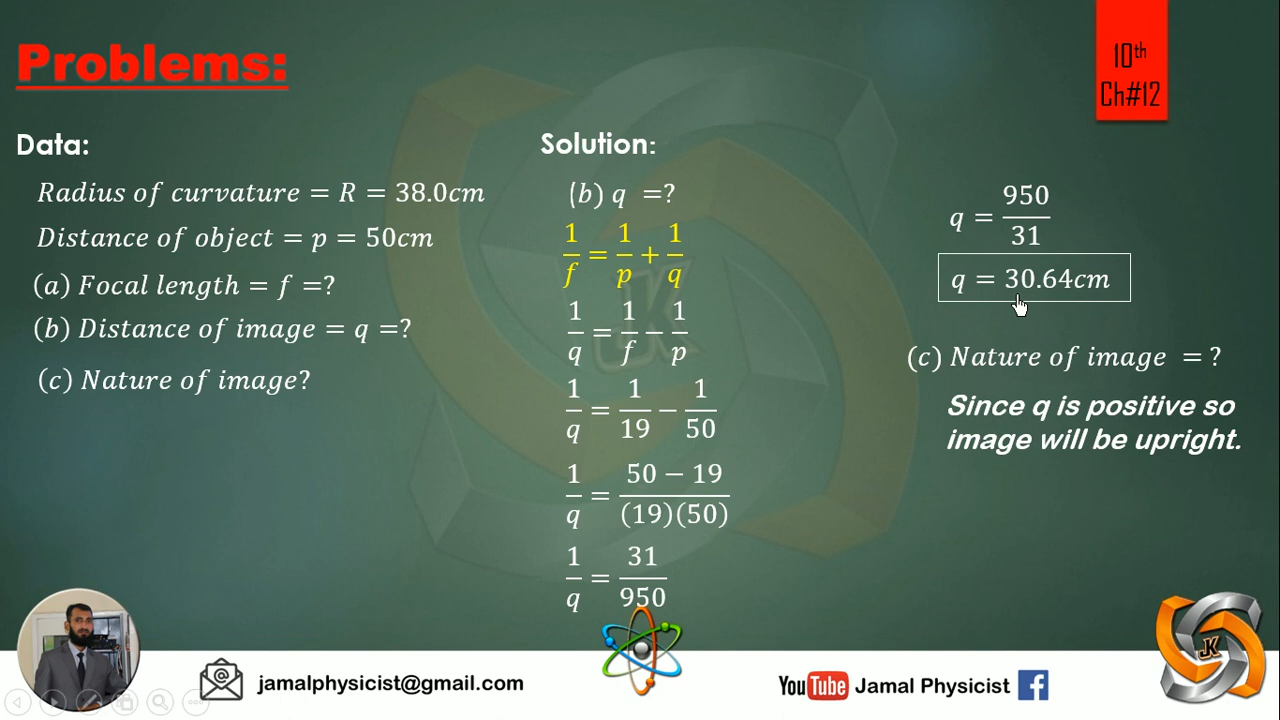 Problems:
10th
Ch#12
Data:
Radius of curvature = R = 38.0cm
Distance of object = p = 50cm
(a) Focal length = f =?
(b) Distance of image = q =?
(c) Nature of image?
Solution:
(b) q =?
1/f = 1/p + 1/q
1/q = 1/f − 1/p
1/q = 1/19 − 1/50
1/q = (50 − 19)/((19)(50))
1/q = 31/950
q = 950/31
q = 30.64cm
(c) Nature of image = ?
Since q is positive so
image will be upright.
JK
jamalphysicist@gmail.com
YouTube Jamal Physicist f
JK